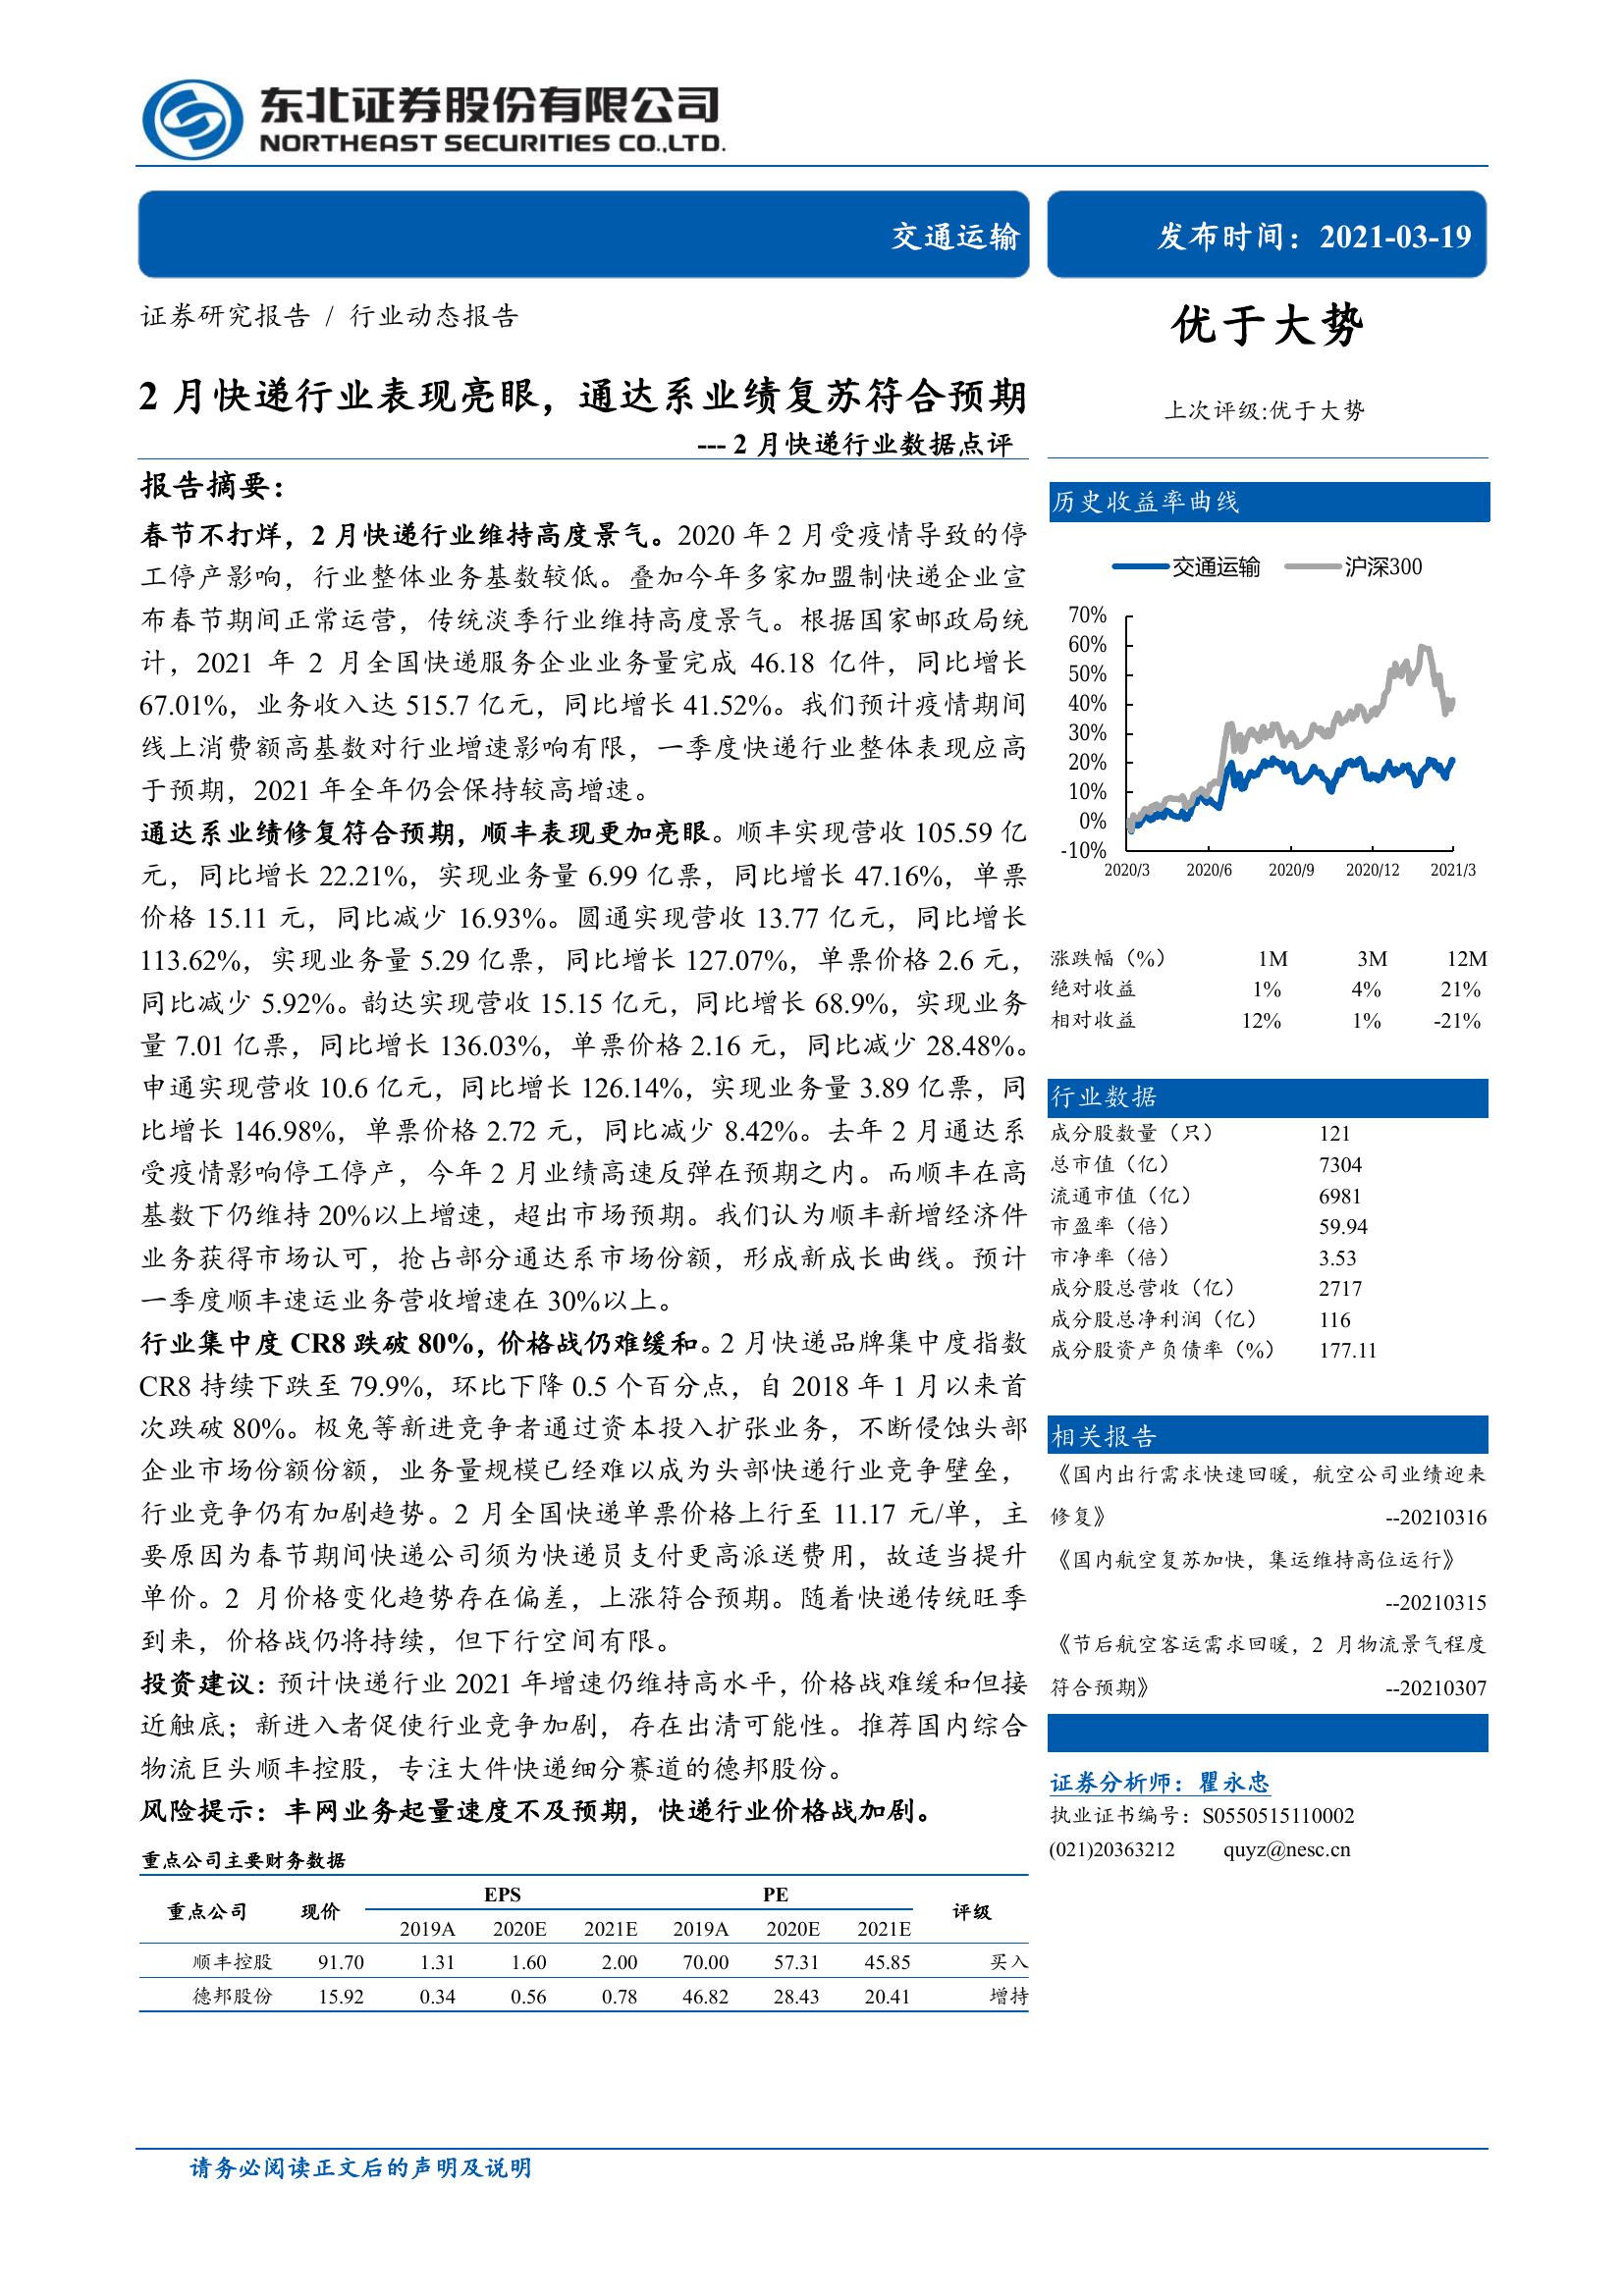 东北证券股份有限公司
NORTHEAST SECURITIES CO.,LTD.
交通运输
发布时间：2021-03-19
证券研究报告 / 行业动态报告
2 月快递行业表现亮眼，通达系业绩复苏符合预期
--- 2 月快递行业数据点评
报告摘要：
春节不打烊，2 月快递行业维持高度景气。2020 年 2 月受疫情导致的停
工停产影响，行业整体业务基数较低。叠加今年多家加盟制快递企业宣
布春节期间正常运营，传统淡季行业维持高度景气。根据国家邮政局统
计，2021 年 2 月全国快递服务企业业务量完成 46.18 亿件，同比增长
67.01%，业务收入达 515.7 亿元，同比增长 41.52%。我们预计疫情期间
线上消费额高基数对行业增速影响有限，一季度快递行业整体表现应高
于预期，2021 年全年仍会保持较高增速。
通达系业绩修复符合预期，顺丰表现更加亮眼。顺丰实现营收 105.59 亿
元，同比增长 22.21%，实现业务量 6.99 亿票，同比增长 47.16%，单票
价格 15.11 元，同比减少 16.93%。圆通实现营收 13.77 亿元，同比增长
113.62%，实现业务量 5.29 亿票，同比增长 127.07%，单票价格 2.6 元，
同比减少 5.92%。韵达实现营收 15.15 亿元，同比增长 68.9%，实现业务
量 7.01 亿票，同比增长 136.03%，单票价格 2.16 元，同比减少 28.48%。
申通实现营收 10.6 亿元，同比增长 126.14%，实现业务量 3.89 亿票，同
比增长 146.98%，单票价格 2.72 元，同比减少 8.42%。去年 2 月通达系
受疫情影响停工停产，今年 2 月业绩高速反弹在预期之内。而顺丰在高
基数下仍维持 20%以上增速，超出市场预期。我们认为顺丰新增经济件
业务获得市场认可，抢占部分通达系市场份额，形成新成长曲线。预计
一季度顺丰速运业务营收增速在 30%以上。
行业集中度 CR8 跌破 80%，价格战仍难缓和。2 月快递品牌集中度指数
CR8 持续下跌至 79.9%，环比下降 0.5 个百分点，自 2018 年 1 月以来首
次跌破 80%。极兔等新进竞争者通过资本投入扩张业务，不断侵蚀头部
企业市场份额份额，业务量规模已经难以成为头部快递行业竞争壁垒，
行业竞争仍有加剧趋势。2 月全国快递单票价格上行至 11.17 元/单，主
要原因为春节期间快递公司须为快递员支付更高派送费用，故适当提升
单价。2 月价格变化趋势存在偏差，上涨符合预期。随着快递传统旺季
到来，价格战仍将持续，但下行空间有限。
投资建议：预计快递行业 2021 年增速仍维持高水平，价格战难缓和但接
近触底；新进入者促使行业竞争加剧，存在出清可能性。推荐国内综合
物流巨头顺丰控股，专注大件快递细分赛道的德邦股份。
风险提示：丰网业务起量速度不及预期，快递行业价格战加剧。
重点公司主要财务数据
重点公司 现价 EPS PE 评级
2019A 2020E 2021E 2019A 2020E 2021E
顺丰控股 91.70 1.31 1.60 2.00 70.00 57.31 45.85 买入
德邦股份 15.92 0.34 0.56 0.78 46.82 28.43 20.41 增持
优于大势
上次评级:优于大势
历史收益率曲线
交通运输 沪深300
70%
60%
50%
40%
30%
20%
10%
0%
-10%
2020/3 2020/6 2020/9 2020/12 2021/3
涨跌幅（%） 1M 3M 12M
绝对收益 1% 4% 21%
相对收益 12% 1% -21%
行业数据
成分股数量（只） 121
总市值（亿） 7304
流通市值（亿） 6981
市盈率（倍） 59.94
市净率（倍） 3.53
成分股总营收（亿） 2717
成分股总净利润（亿） 116
成分股资产负债率（%） 177.11
相关报告
《国内出行需求快速回暖，航空公司业绩迎来
修复》 --20210316
《国内航空复苏加快，集运维持高位运行》
--20210315
《节后航空客运需求回暖，2 月物流景气程度
符合预期》 --20210307
证券分析师：瞿永忠
执业证书编号：S0550515110002
(021)20363212 quyz@nesc.cn
请务必阅读正文后的声明及说明